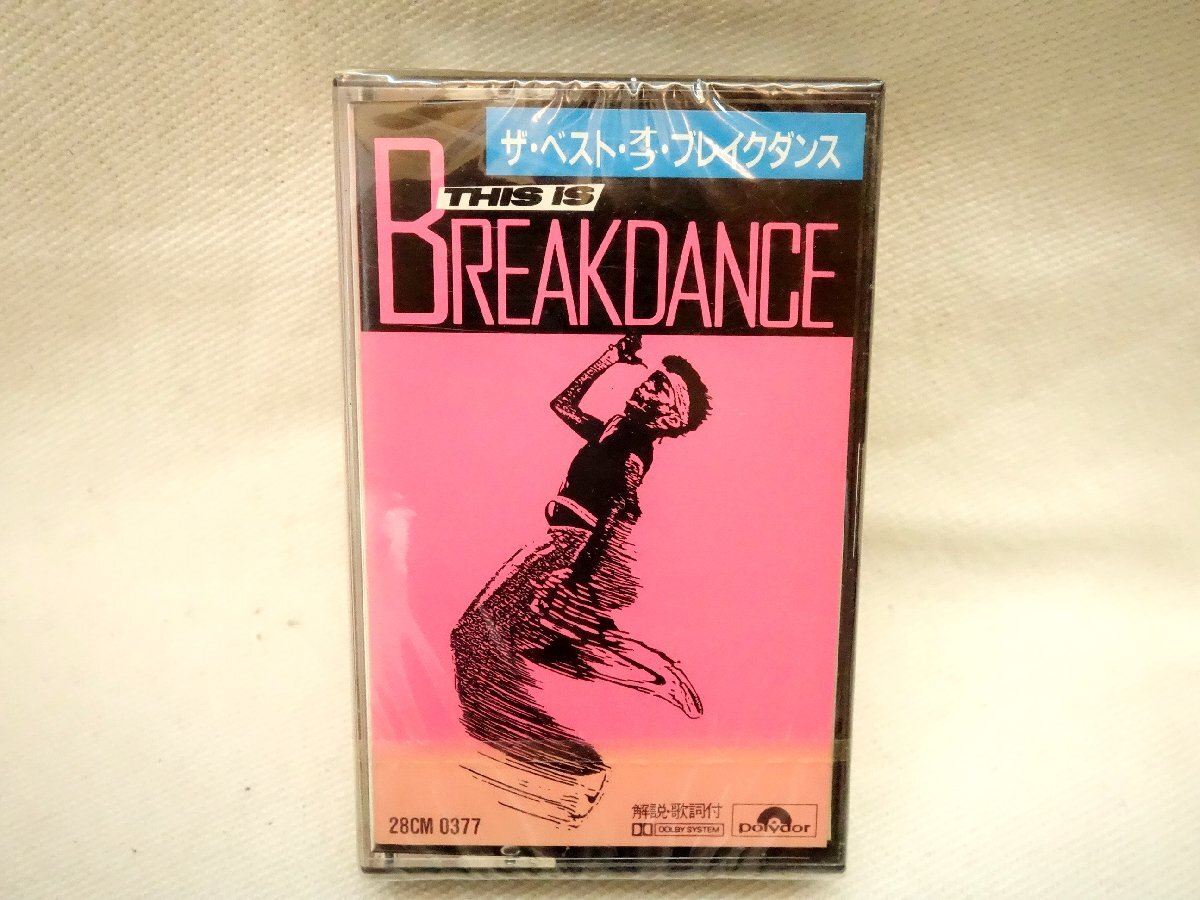 ザ・ベスト・オブ・ブレイクダンス
THIS IS
BREAKDANCE
解説・歌詞付
28CM 0377
DOLBY SYSTEM
polydor